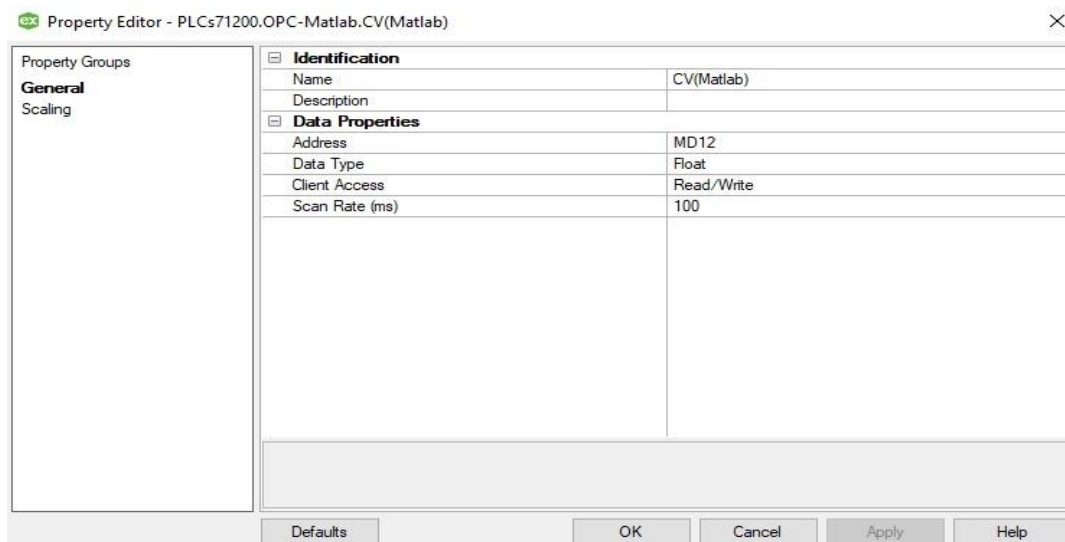 ex Property Editor - PLCs71200.OPC-Matlab.CV(Matlab)
Property Groups
General
Scaling
Identification
Name CV(Matlab)
Description
Data Properties
Address MD12
Data Type Float
Client Access Read/Write
Scan Rate (ms) 100
Defaults OK Cancel Apply Help